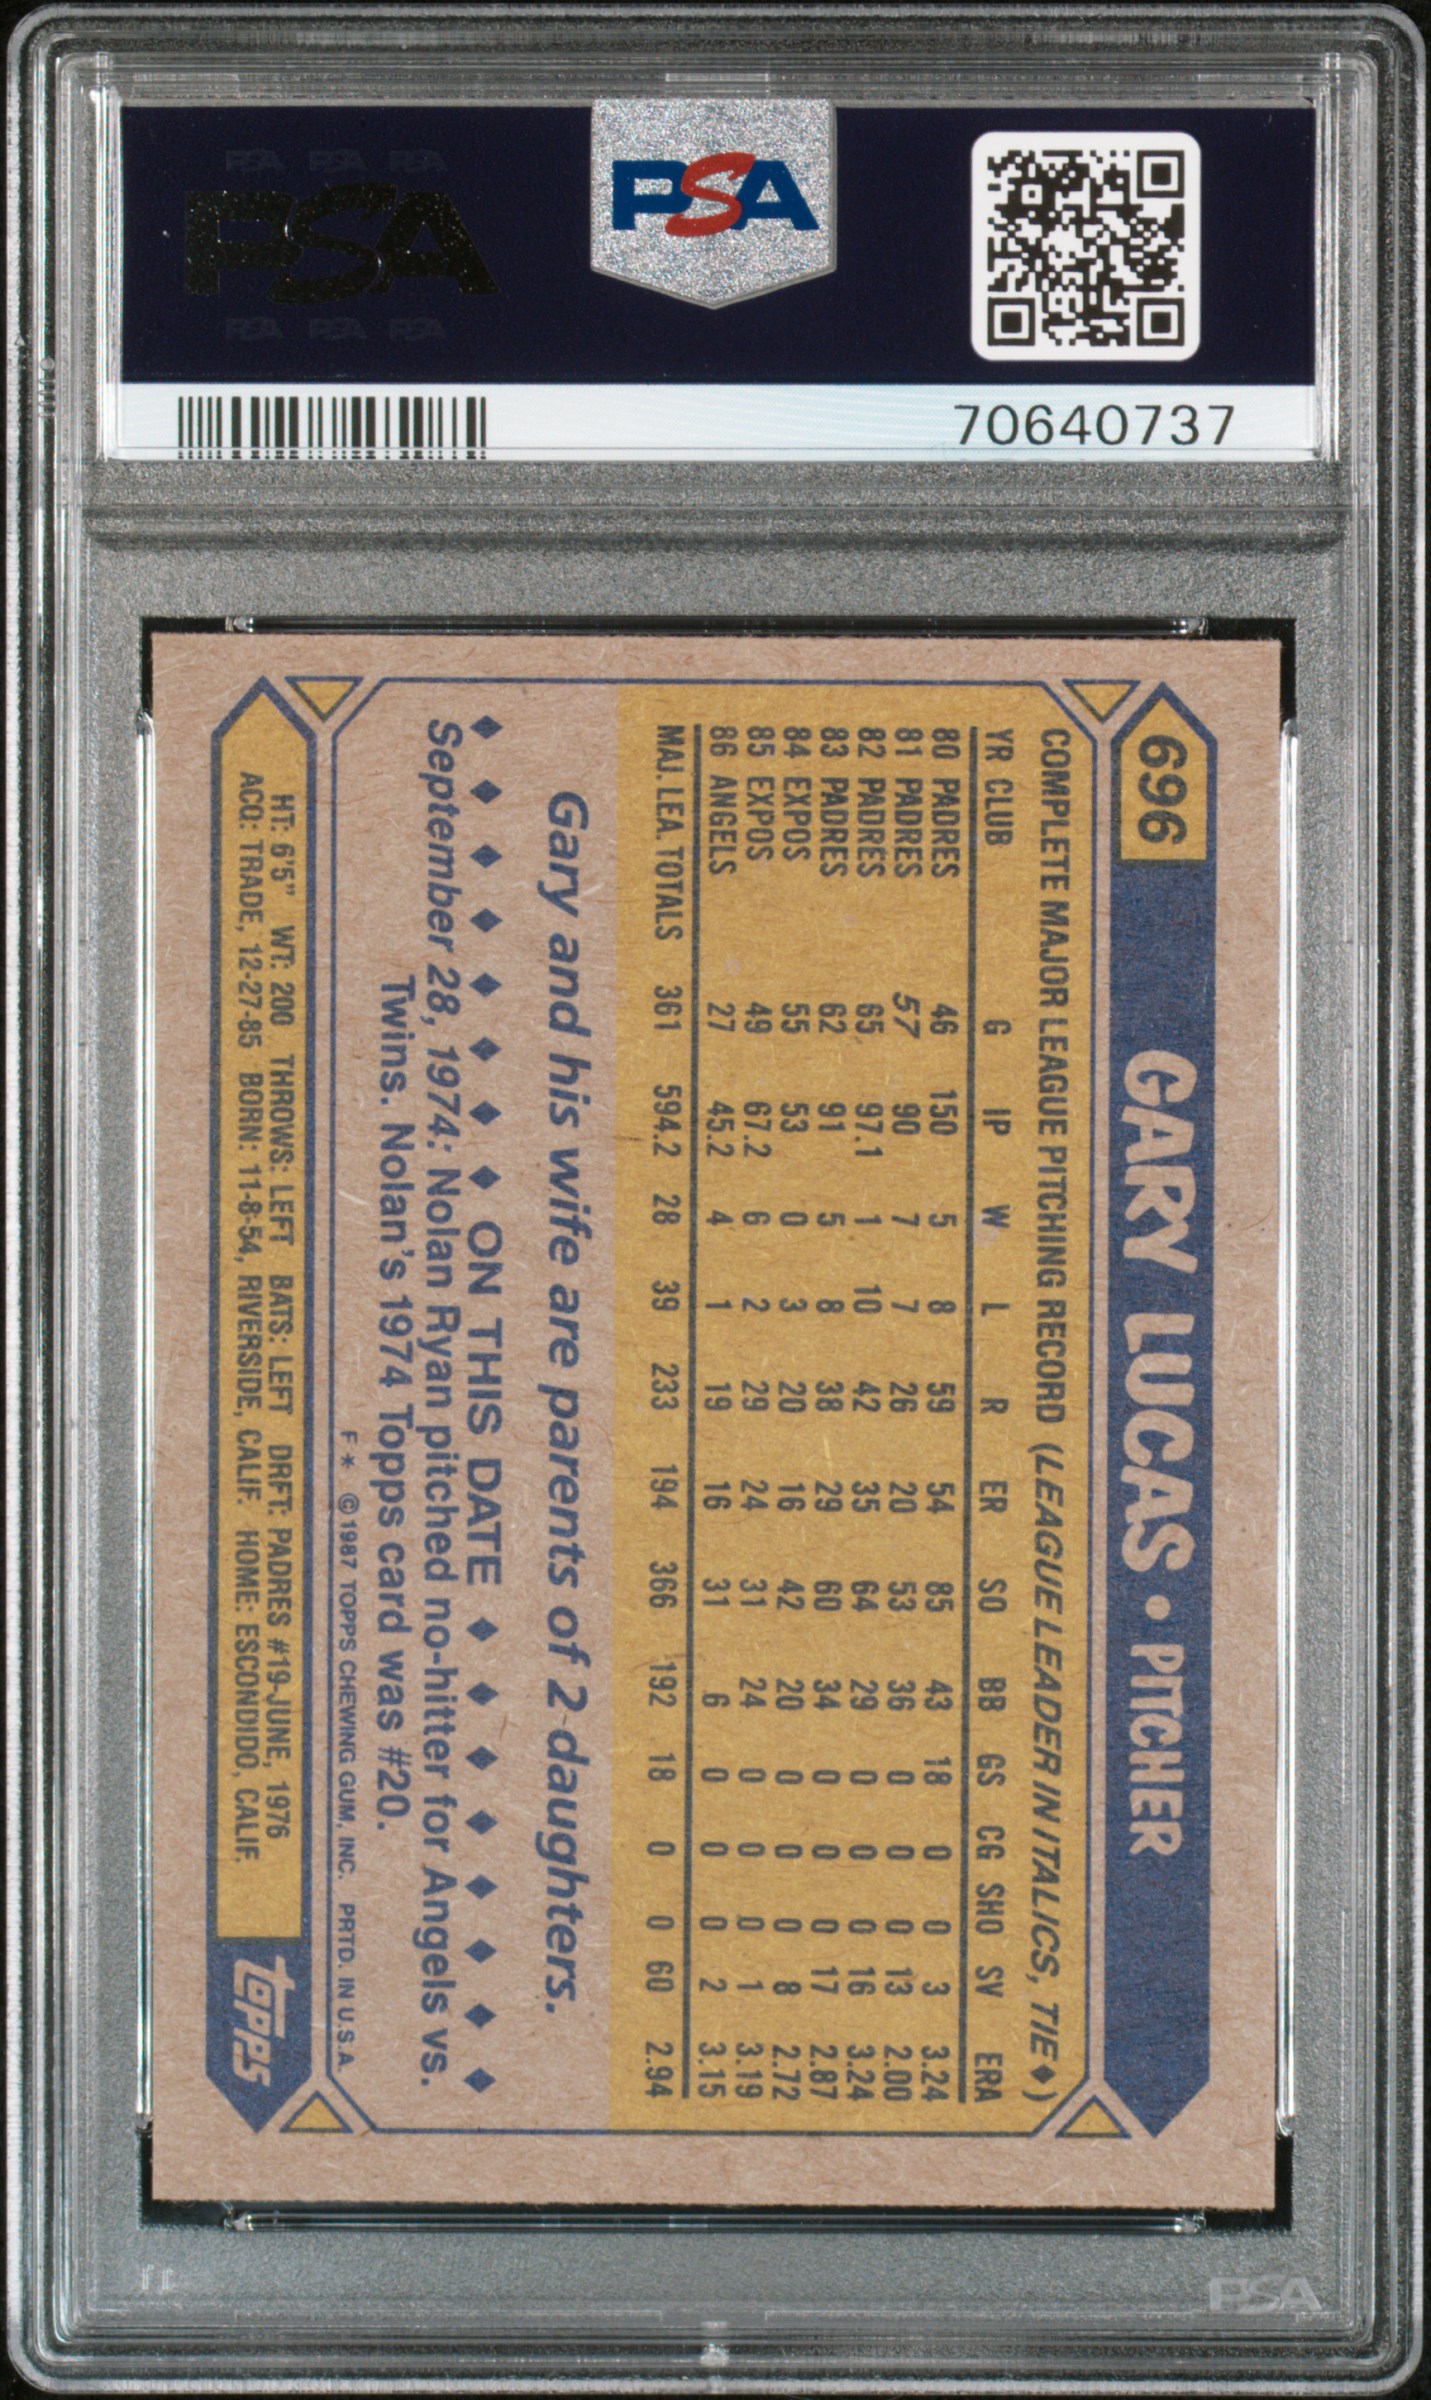 PSA PSA PSA
PSA
PSA PSA PSA
PSA
70640737
696 GARY LUCAS • PITCHER
COMPLETE MAJOR LEAGUE PITCHING RECORD (LEAGUE LEADER IN ITALICS, TIE◆)
YR CLUB G IP W L R ER SO BB GS CG SHO SV ERA
80 PADRES 46 150 5 8 59 54 85 43 18 0 0 3 3.24
81 PADRES 57 90 7 7 26 20 53 36 0 0 0 13 2.00
82 PADRES 65 97.1 1 10 42 35 64 29 0 0 0 16 3.24
83 PADRES 62 91 5 8 38 29 60 34 0 0 0 17 2.87
84 EXPOS 55 53 0 3 20 16 42 20 0 0 0 8 2.72
85 EXPOS 49 67.2 6 2 29 24 31 24 0 0 0 1 3.19
86 ANGELS 27 45.2 4 1 19 16 31 6 0 0 0 2 3.15
MAJ. LEA. TOTALS 361 594.2 28 39 233 194 366 192 18 0 0 60 2.94
Gary and his wife are parents of 2 daughters.
◆ ◆ ◆ ◆ ◆ ◆ ◆ ◆ ON THIS DATE ◆ ◆ ◆ ◆ ◆ ◆ ◆ ◆
September 28, 1974: Nolan Ryan pitched no-hitter for Angels vs.
Twins. Nolan's 1974 Topps card was #20.
F* © 1987 TOPPS CHEWING GUM, INC. PRTD. IN U.S.A.
HT: 6'5" WT: 200 THROWS: LEFT BATS: LEFT DRFT: PADRES #19-JUNE, 1976
ACQ: TRADE, 12-27-85 BORN: 11-8-54, RIVERSIDE, CALIF. HOME: ESCONDIDO, CALIF.
topps
PSA